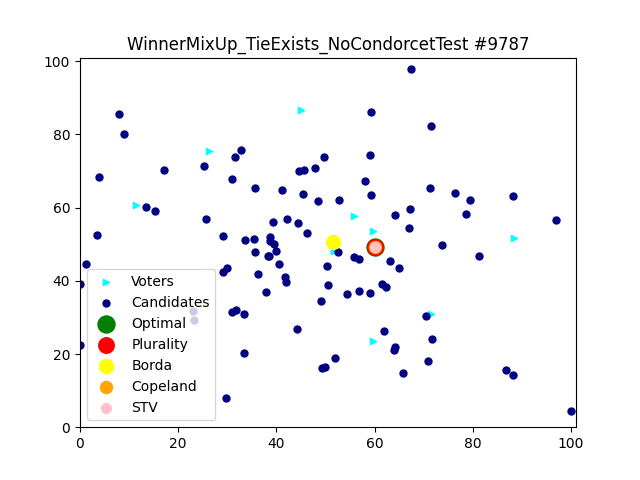 WinnerMixUp_TieExists_NoCondorcetTest #9787
100
80
60
40
20
0
Voters
Candidates
Optimal
Plurality
Borda
Copeland
STV
0 20 40 60 80 100